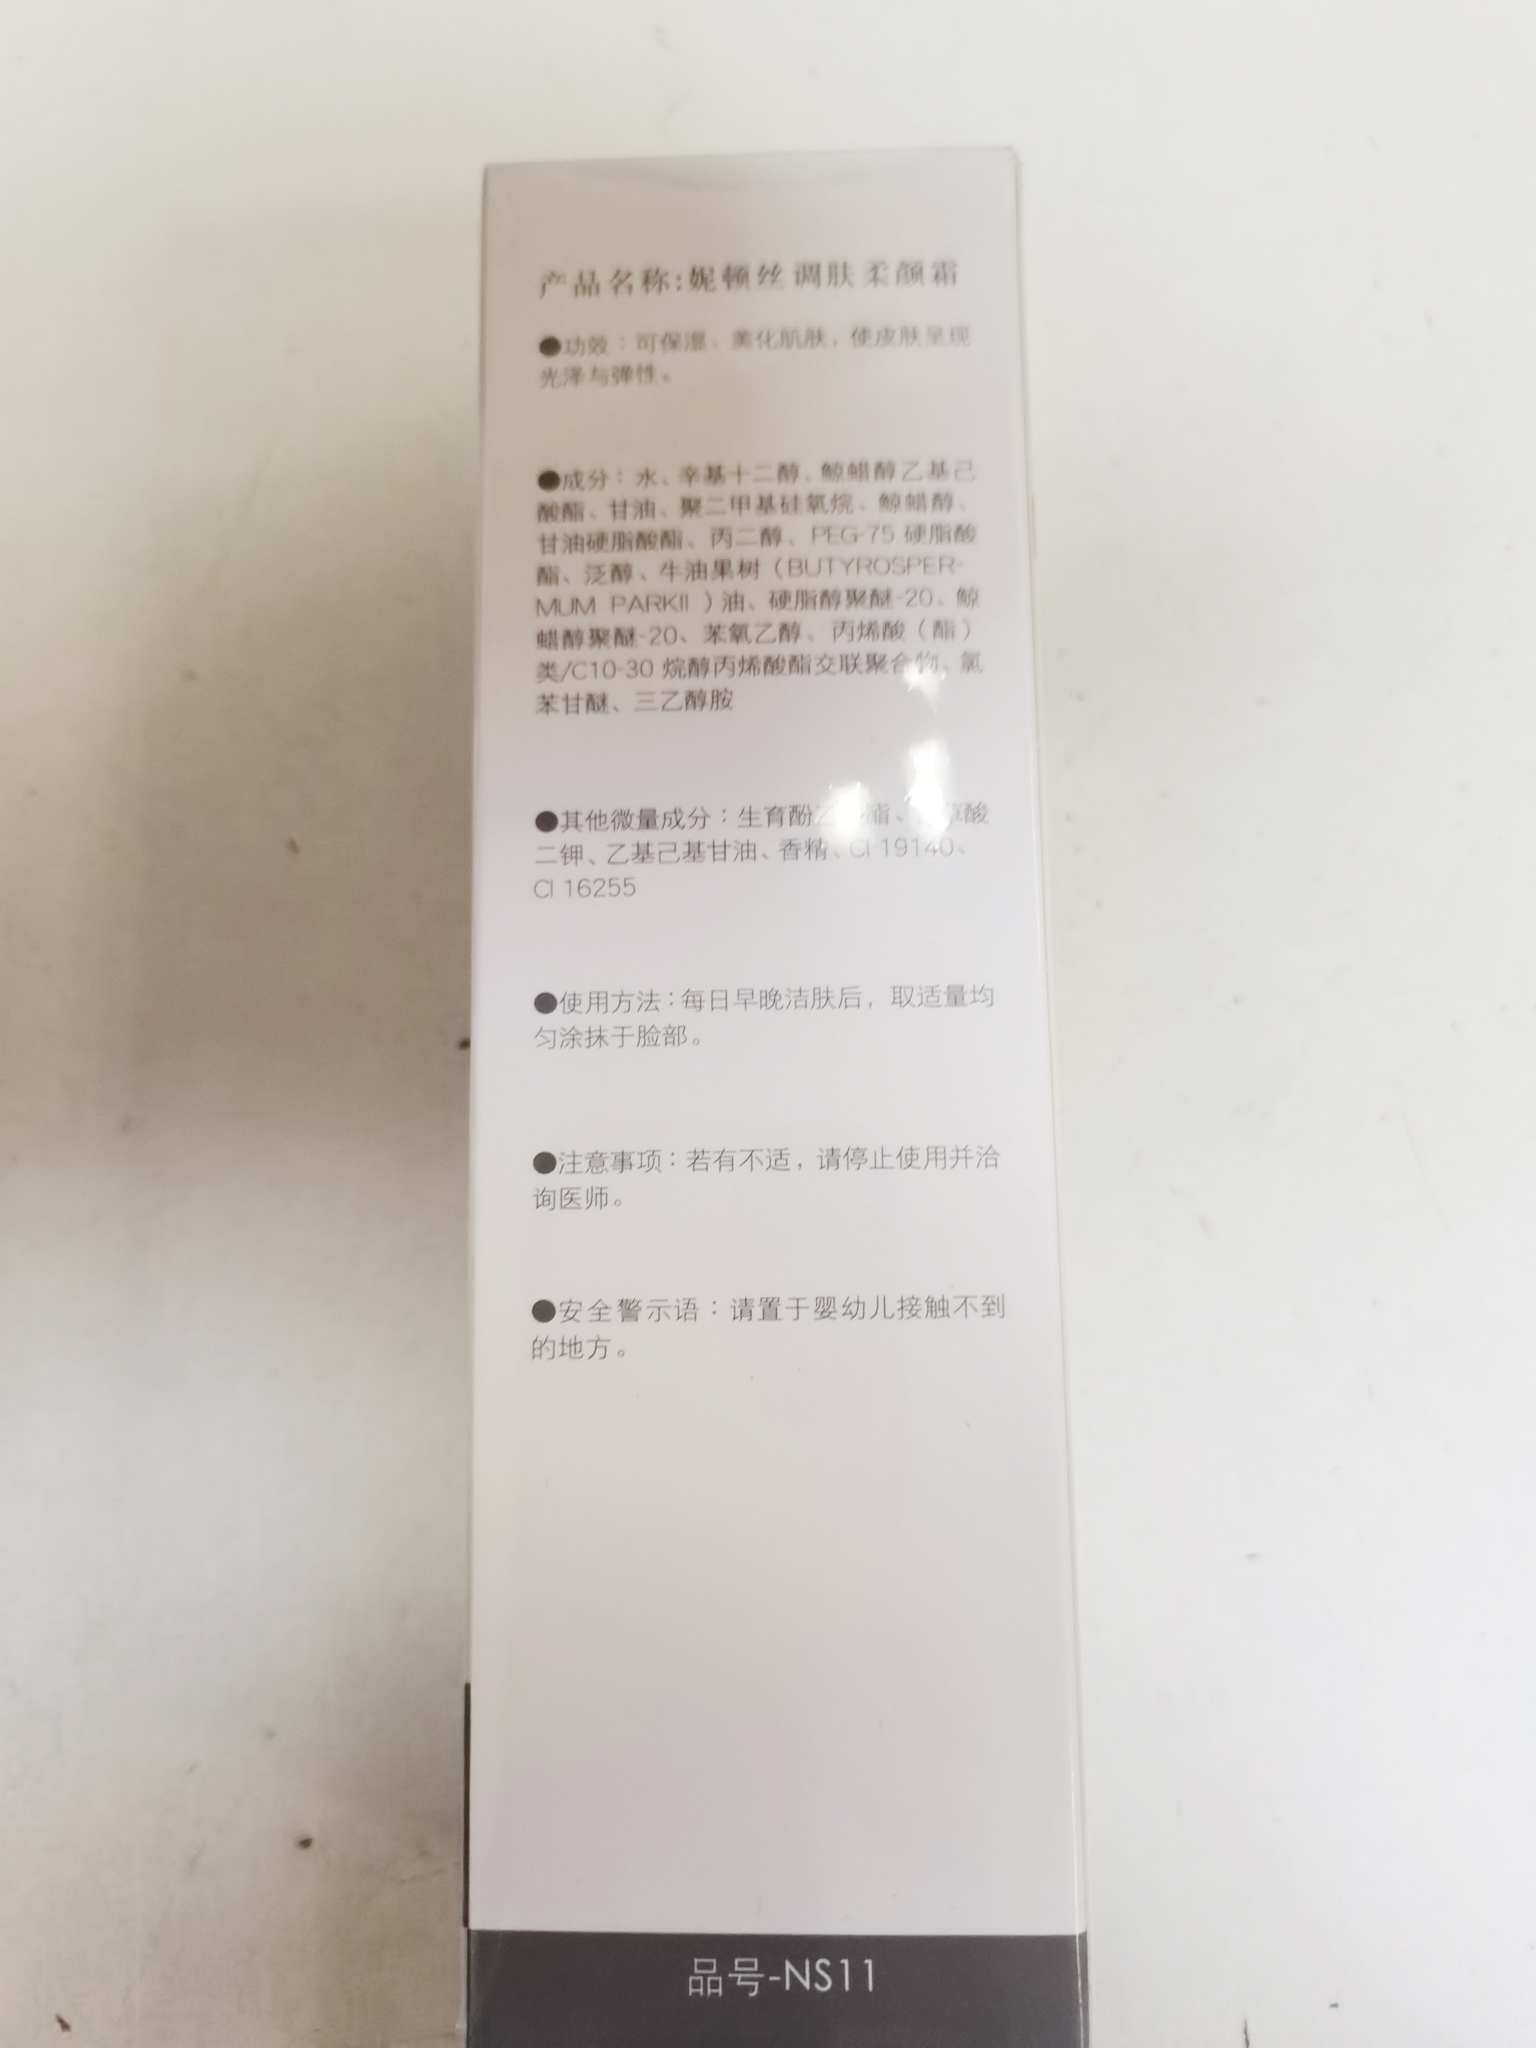 产品名称:妮顿丝 调肤柔颜霜
●功效：可保湿、美化肌肤，使皮肤呈现
光泽与弹性。
●成分：水、辛基十二醇、鲸蜡醇乙基己
酸酯、甘油、聚二甲基硅氧烷、鲸蜡醇、
甘油硬脂酸酯、丙二醇、PEG-75 硬脂酸
酯、泛醇、牛油果树（BUTYROSPER-
MUM PARKII）油、硬脂醇聚醚-20、鲸
蜡醇聚醚-20、苯氧乙醇、丙烯酸（酯）
类/C10-30 烷醇丙烯酸酯交联聚合物、氯
苯甘醚、三乙醇胺
●其他微量成分：生育酚乙 酯、 草酸
二钾、乙基己基甘油、香精、CI 19140、
CI 16255
●使用方法：每日早晚洁肤后，取适量均
匀涂抹于脸部。
●注意事项：若有不适，请停止使用并洽
询医师。
●安全警示语：请置于婴幼儿接触不到
的地方。
品号-NS11